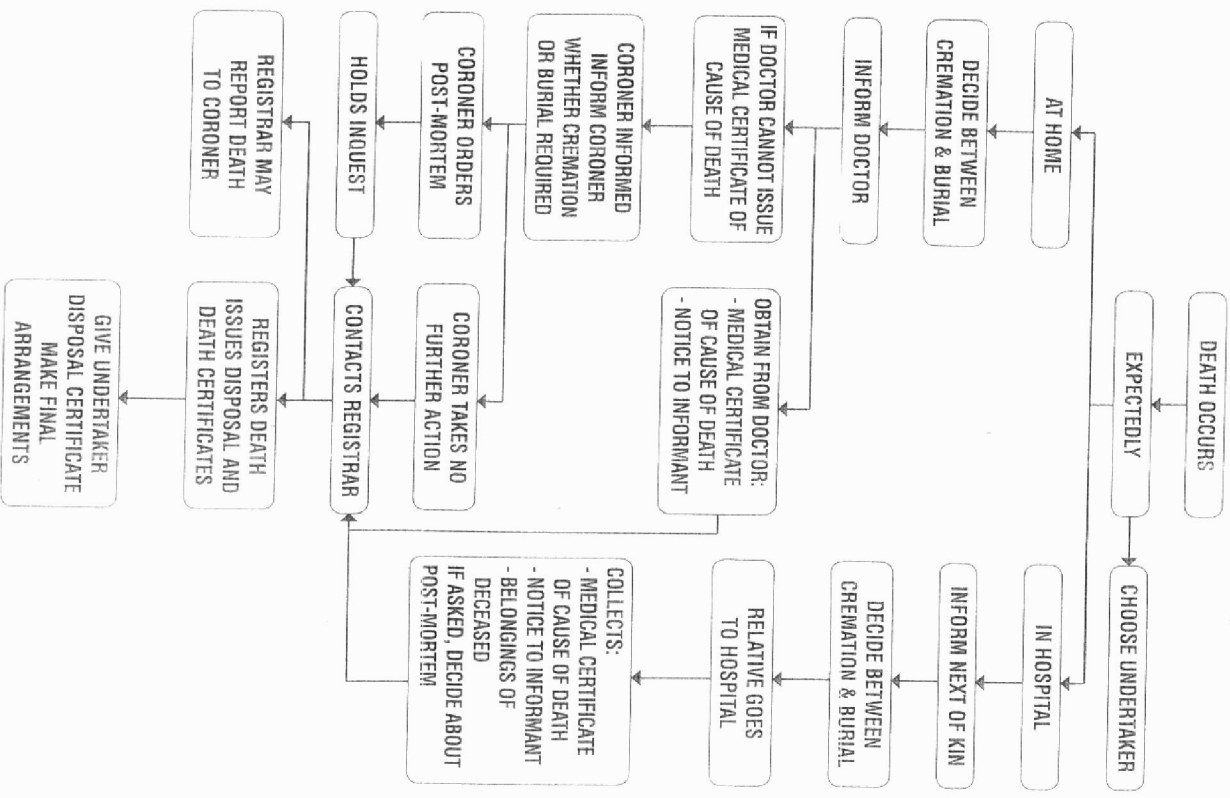 DEATH OCCURS
EXPECTEDLY
CHOOSE UNDERTAKER
AT HOME
DECIDE BETWEEN
CREMATION & BURIAL
INFORM DOCTOR
IF DOCTOR CANNOT ISSUE
MEDICAL CERTIFICATE OF
CAUSE OF DEATH
CORONER INFORMED
INFORM CORONER
WHETHER CREMATION
OR BURIAL REQUIRED
CORONER ORDERS
POST-MORTEM
HOLDS INQUEST
REGISTRAR MAY
REPORT DEATH
TO CORONER
OBTAIN FROM DOCTOR:
- MEDICAL CERTIFICATE
OF CAUSE OF DEATH
- NOTICE TO INFORMANT
CORONER TAKES NO
FURTHER ACTION
CONTACTS REGISTRAR
REGISTERS DEATH
ISSUES DISPOSAL AND
DEATH CERTIFICATES
GIVE UNDERTAKER
DISPOSAL CERTIFICATE
MAKE FINAL
ARRANGEMENTS
IN HOSPITAL
INFORM NEXT OF KIN
DECIDE BETWEEN
CREMATION & BURIAL
RELATIVE GOES
TO HOSPITAL
COLLECTS:
- MEDICAL CERTIFICATE
OF CAUSE OF DEATH
- NOTICE TO INFORMANT
- BELONGINGS OF
DECEASED
IF ASKED, DECIDE ABOUT
POST-MORTEM